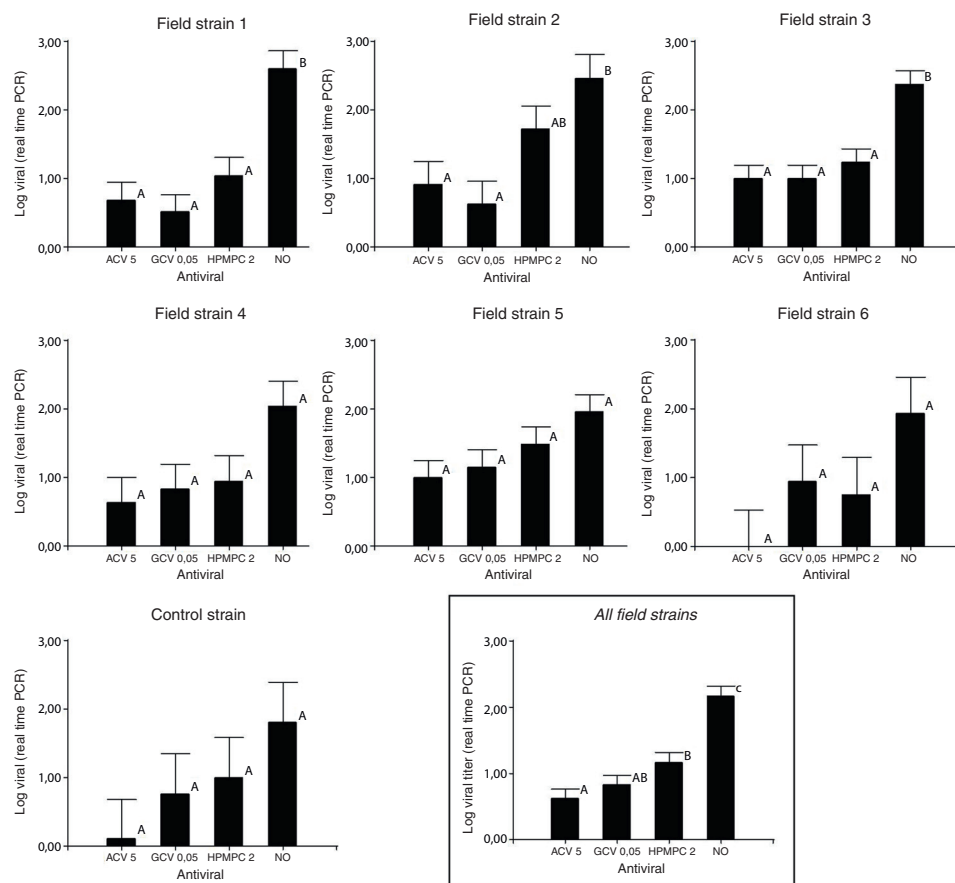 Field strain 1
Log viral (real time PCR)
3,00
2,00
1,00
0,00
A
A
A
B
ACV 5 GCV 0,05 HPMPC 2 NO
Antiviral
Field strain 2
Log viral (real time PCR)
3,00
2,00
1,00
0,00
A
A
AB
B
ACV 5 GCV 0,05 HPMPC 2 NO
Antiviral
Field strain 3
Log viral (real time PCR)
3,00
2,00
1,00
0,00
A
A
A
B
ACV 5 GCV 0,05 HPMPC 2 NO
Antiviral
Field strain 4
Log viral (real time PCR)
3,00
2,00
1,00
0,00
A
A
A
A
ACV 5 GCV 0,05 HPMPC 2 NO
Antiviral
Field strain 5
Log viral (real time PCR)
3,00
2,00
1,00
0,00
A
A
A
A
ACV 5 GCV 0,05 HPMPC 2 NO
Antiviral
Field strain 6
Log viral (real time PCR)
3,00
2,00
1,00
0,00
A
A
A
A
ACV 5 GCV 0,05 HPMPC 2 NO
Antiviral
Control strain
Log viral (real time PCR)
3,00
2,00
1,00
0,00
A
A
A
A
ACV 5 GCV 0,05 HPMPC 2 NO
Antiviral
All field strains
Log viral titer (real time PCR)
3,00
2,00
1,00
0,00
A
AB
B
c
ACV 5 GCV 0,05 HPMPC 2 NO
Antiviral